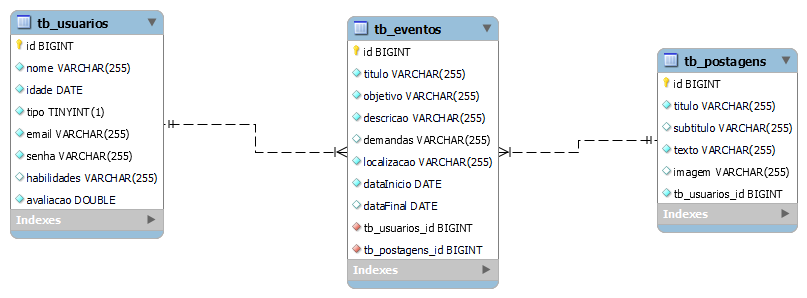 tb_usuarios
id BIGINT
nome VARCHAR(255)
idade DATE
tipo TINYINT(1)
email VARCHAR(255)
senha VARCHAR(255)
habilidades VARCHAR(255)
avaliacao DOUBLE
Indexes
tb_eventos
id BIGINT
titulo VARCHAR(255)
objetivo VARCHAR(255)
descricao VARCHAR(255)
demandas VARCHAR(255)
localizacao VARCHAR(255)
dataInicio DATE
dataFinal DATE
tb_usuarios_id BIGINT
tb_postagens_id BIGINT
Indexes
tb_postagens
id BIGINT
titulo VARCHAR(255)
subtitulo VARCHAR(255)
texto VARCHAR(255)
imagem VARCHAR(255)
tb_usuarios_id BIGINT
Indexes